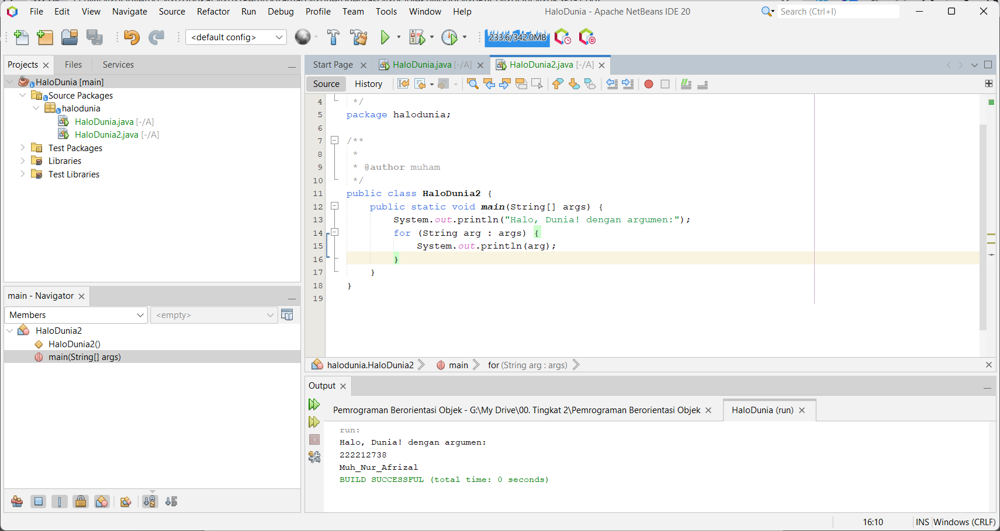 File Edit View Navigate Source Refactor Run Debug Profile Team Tools Window Help
HaloDunia - Apache NetBeans IDE 20
Search (Ctrl+I)
<default config>
233.6/342.0MB
Projects Files Services
HaloDunia [main]
Source Packages
halodunia
HaloDunia.java [-/A]
HaloDunia2.java [-/A]
Test Packages
Libraries
Test Libraries
main - Navigator
Members <empty>
HaloDunia2
HaloDunia2()
main(String[] args)
Start Page HaloDunia.java [-/A] HaloDunia2.java [-/A]
Source History
4 */
5 package halodunia;
6
7 /**
8 *
9 * @author muham
10 */
11 public class HaloDunia2 {
12 public static void main(String[] args) {
13 System.out.println("Halo, Dunia! dengan argumen:");
14 for (String arg : args) {
15 System.out.println(arg);
16 }
17 }
18 }
19
halodunia.HaloDunia2 main for (String arg : args)
Output
Pemrograman Berorientasi Objek - G:\My Drive\00. Tingkat 2\Pemrograman Berorientasi Objek HaloDunia (run)
run:
Halo, Dunia! dengan argumen:
222212738
Muh_Nur_Afrizal
BUILD SUCCESSFUL (total time: 0 seconds)
16:10 INS Windows (CRLF)